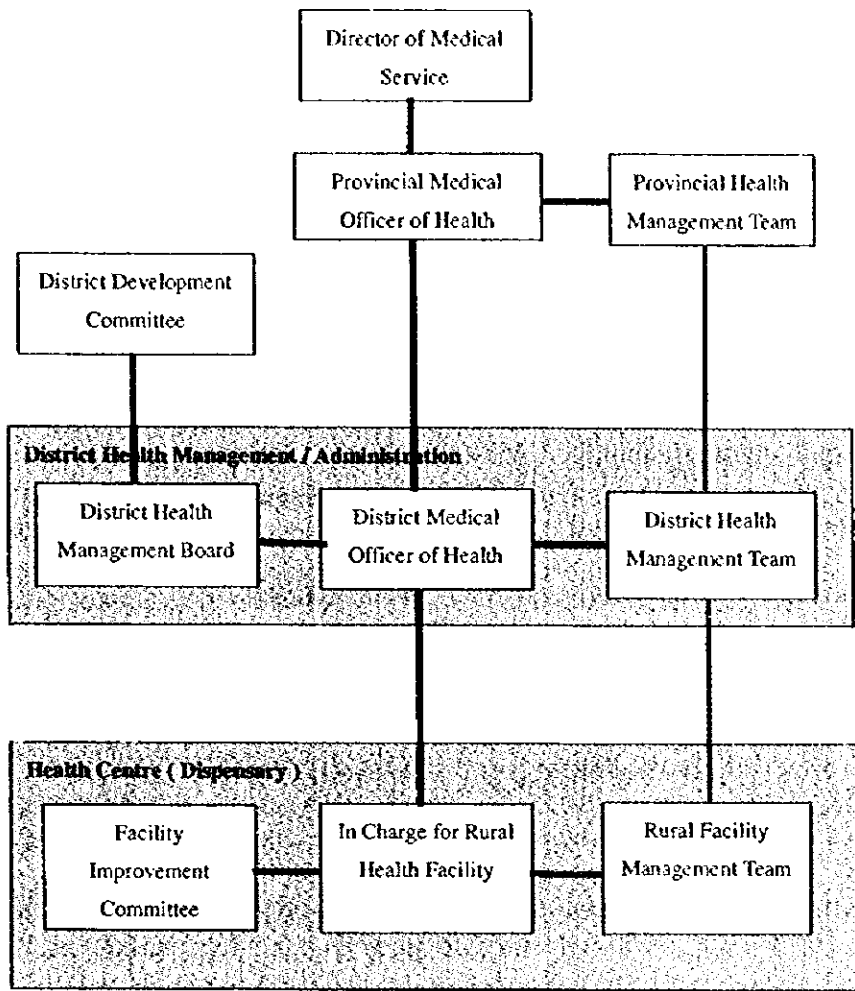 Director of Medical
Service
Provincial Medical
Officer of Health
Provincial Health
Management Team
District Development
Committee
District Health Management / Administration
District Health
Management Board
District Medical
Officer of Health
District Health
Management Team
Health Centre ( Dispensary )
Facility
Improvement
Committee
In Charge for Rural
Health Facility
Rural Facility
Management Team